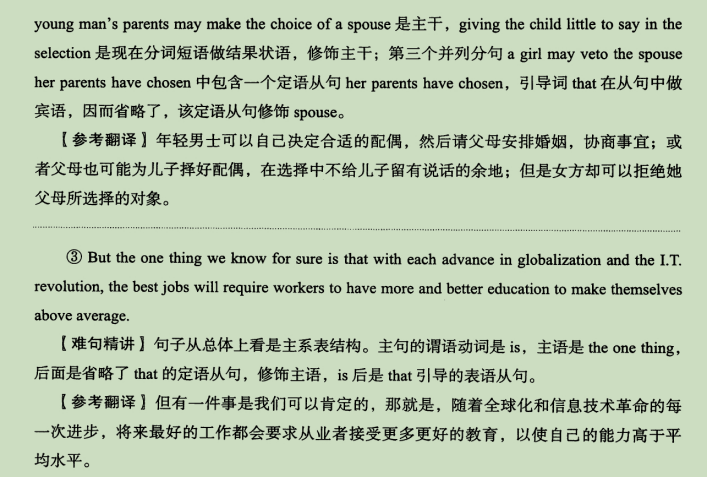 young man's parents may make the choice of a spouse 是主干，giving the child little to say in the
selection 是现在分词短语做结果状语，修饰主干；第三个并列分句 a girl may veto the spouse
her parents have chosen 中包含一个定语从句 her parents have chosen，引导词 that 在从句中做
宾语，因而省略了，该定语从句修饰 spouse。
【参考翻译】年轻男士可以自己决定合适的配偶，然后请父母安排婚姻，协商事宜；或
者父母也可能为儿子择好配偶，在选择中不给儿子留有说话的余地；但是女方却可以拒绝她
父母所选择的对象。
③ But the one thing we know for sure is that with each advance in globalization and the I.T.
revolution, the best jobs will require workers to have more and better education to make themselves
above average.
【难句精讲】句子从总体上看是主系表结构。主句的谓语动词是 is，主语是 the one thing，
后面是省略了 that 的定语从句，修饰主语，is 后是 that 引导的表语从句。
【参考翻译】但有一件事是我们可以肯定的，那就是，随着全球化和信息技术革命的每
一次进步，将来最好的工作都会要求从业者接受更多更好的教育，以使自己的能力高于平
均水平。